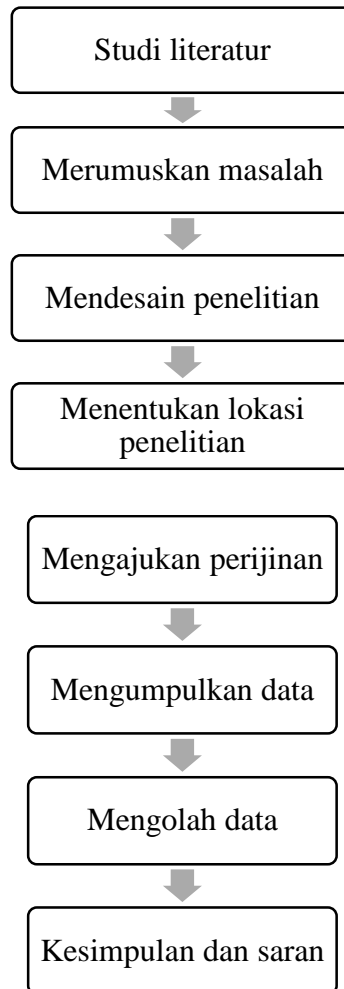 Studi literatur
Merumuskan masalah
Mendesain penelitian
Menentukan lokasi
penelitian
Mengajukan perijinan
Mengumpulkan data
Mengolah data
Kesimpulan dan saran